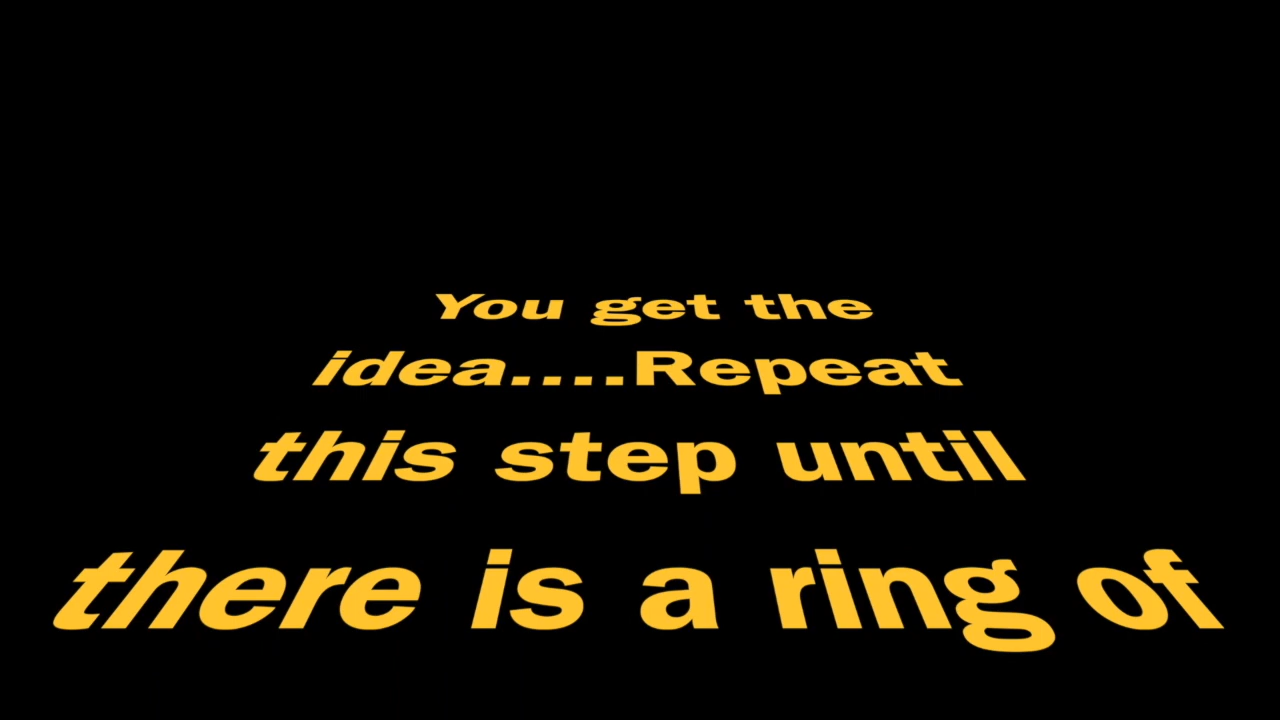 You get the
idea....Repeat
this step until
there is a ring of